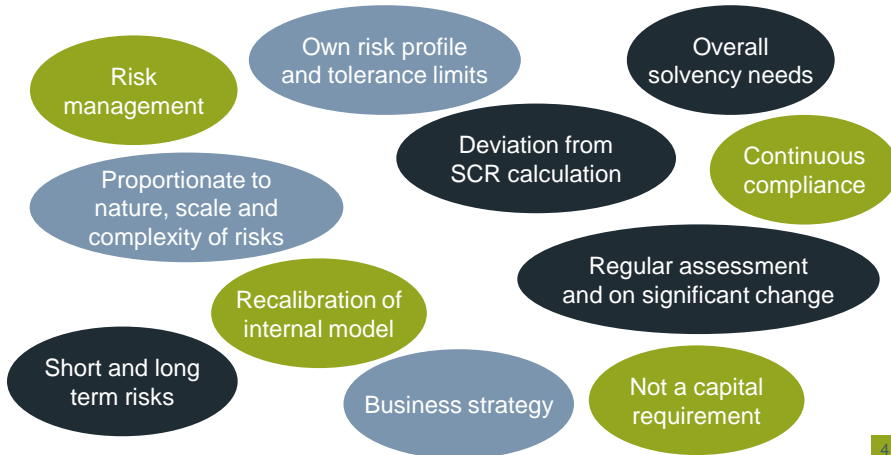 Own risk profile
and tolerance limits
Overall
solvency needs
Risk
management
Deviation from
SCR calculation
Continuous
compliance
Proportionate to
nature, scale and
complexity of risks
Regular assessment
and on significant change
Recalibration of
internal model
Short and long
term risks
Business strategy
Not a capital
requirement
4